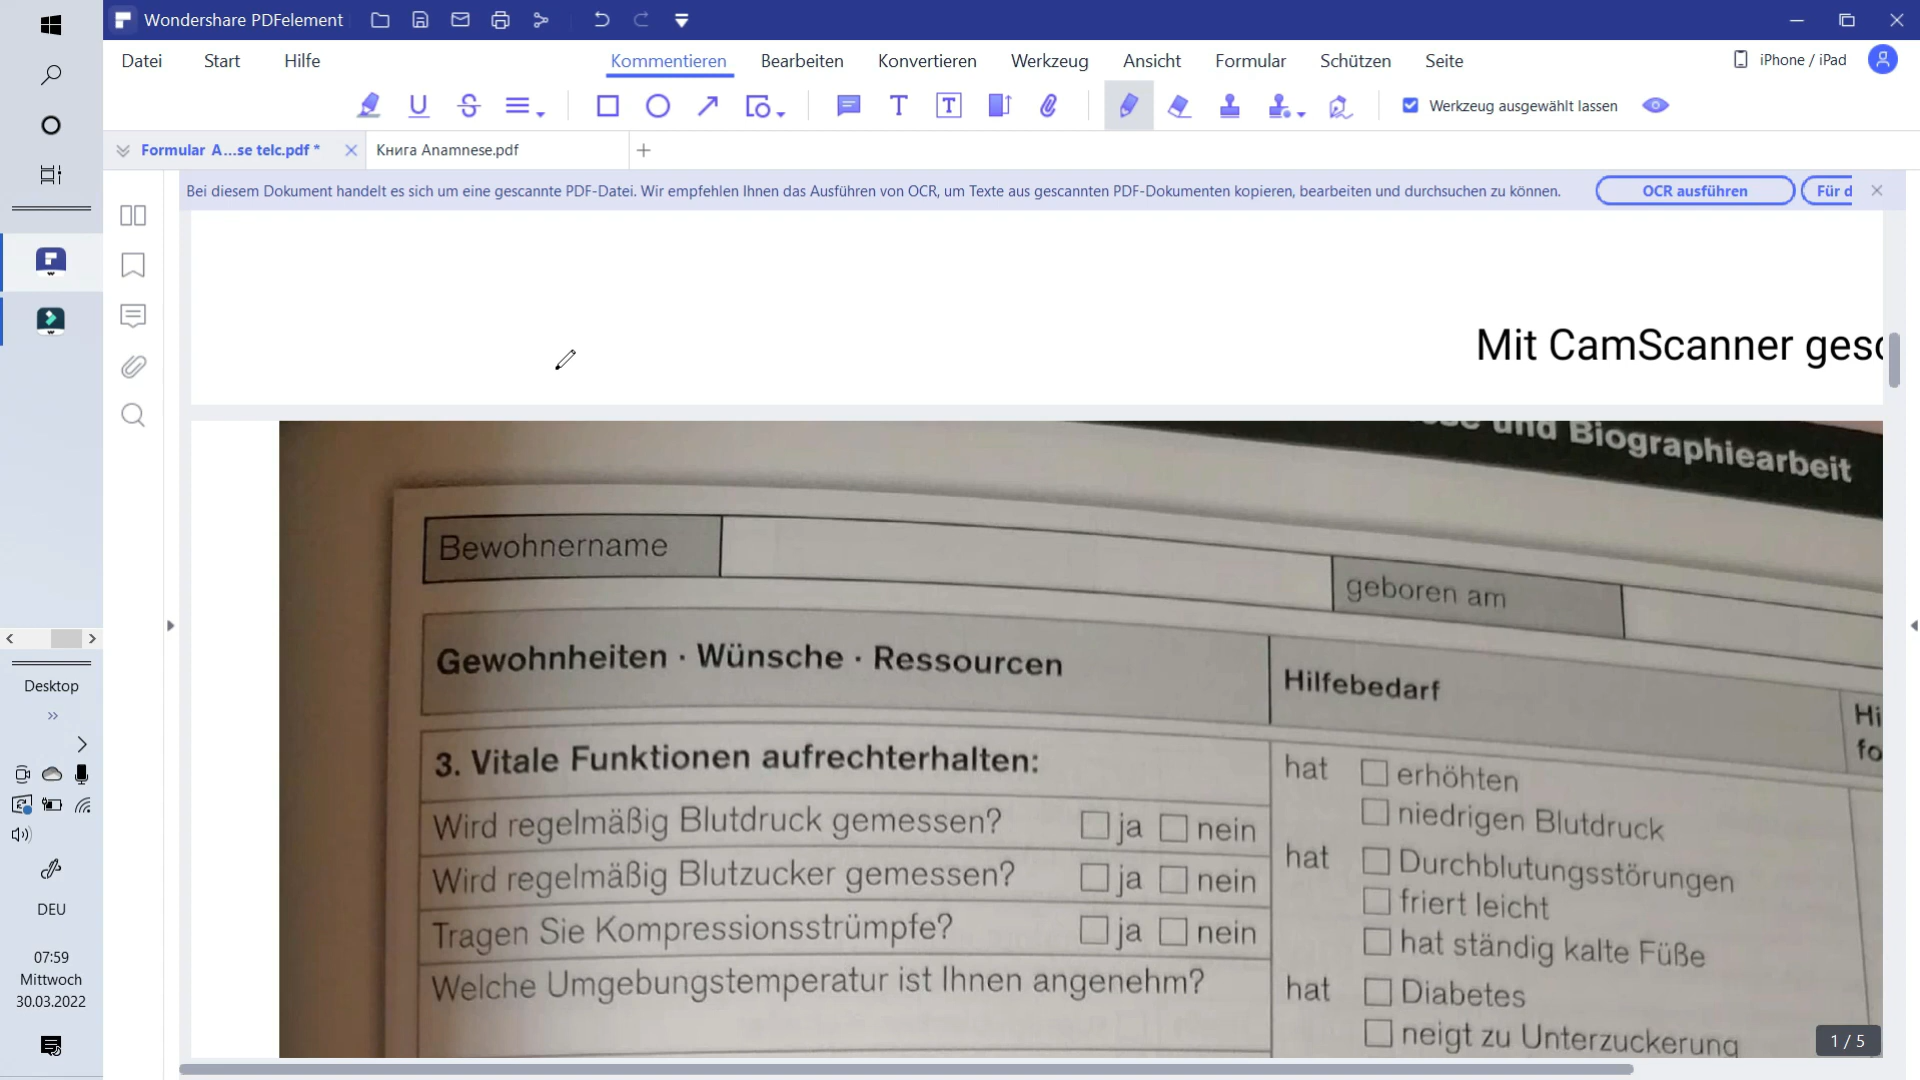 Wondershare PDFelement
Datei Start Hilfe Kommentieren Bearbeiten Konvertieren Werkzeug Ansicht Formular Schützen Seite iPhone / iPad
Werkzeug ausgewählt lassen
Formular A...se telc.pdf * Книга Anamnese.pdf
Bei diesem Dokument handelt es sich um eine gescannte PDF-Datei. Wir empfehlen Ihnen das Ausführen von OCR, um Texte aus gescannten PDF-Dokumenten kopieren, bearbeiten und durchsuchen zu können. OCR ausführen Für d
Mit CamScanner gesc
und Biographiearbeit
Bewohnername
geboren am
Gewohnheiten · Wünsche · Ressourcen
Hilfebedarf
Hi
fo
3. Vitale Funktionen aufrechterhalten:
Wird regelmäßig Blutdruck gemessen? ja nein
Wird regelmäßig Blutzucker gemessen? ja nein
Tragen Sie Kompressionsstrümpfe? ja nein
Welche Umgebungstemperatur ist Ihnen angenehm?
hat erhöhten
niedrigen Blutdruck
hat Durchblutungsstörungen
friert leicht
hat ständig kalte Füße
hat Diabetes
neigt zu Unterzuckerung
1 / 5
Desktop
DEU
07:59
Mittwoch
30.03.2022